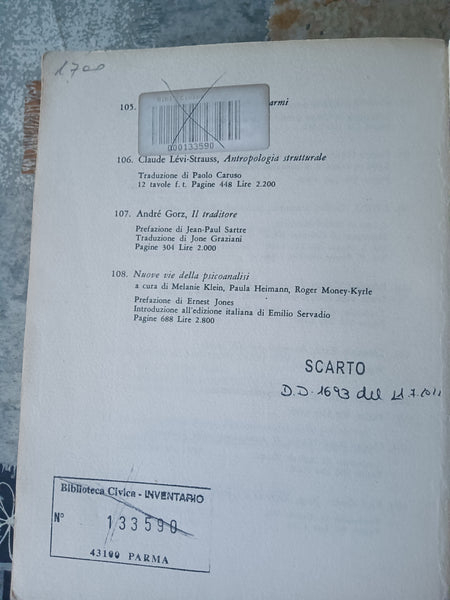 1700
105.
armi
000133590
106. Claude Lévi-Strauss, Antropologia strutturale
Traduzione di Paolo Caruso
12 tavole f. t. Pagine 448 Lire 2.200
107. André Gorz, Il traditore
Prefazione di Jean-Paul Sartre
Traduzione di Jone Graziani
Pagine 304 Lire 2.000
108. Nuove vie della psicoanalisi
a cura di Melanie Klein, Paula Heimann, Roger Money-Kyrle
Prefazione di Ernest Jones
Introduzione all'edizione italiana di Emilio Servadio
Pagine 688 Lire 2.800
SCARTO
D.D. 1693 del
Biblioteca Civica - INVENTARIO
N° 133590
43100 PARMA